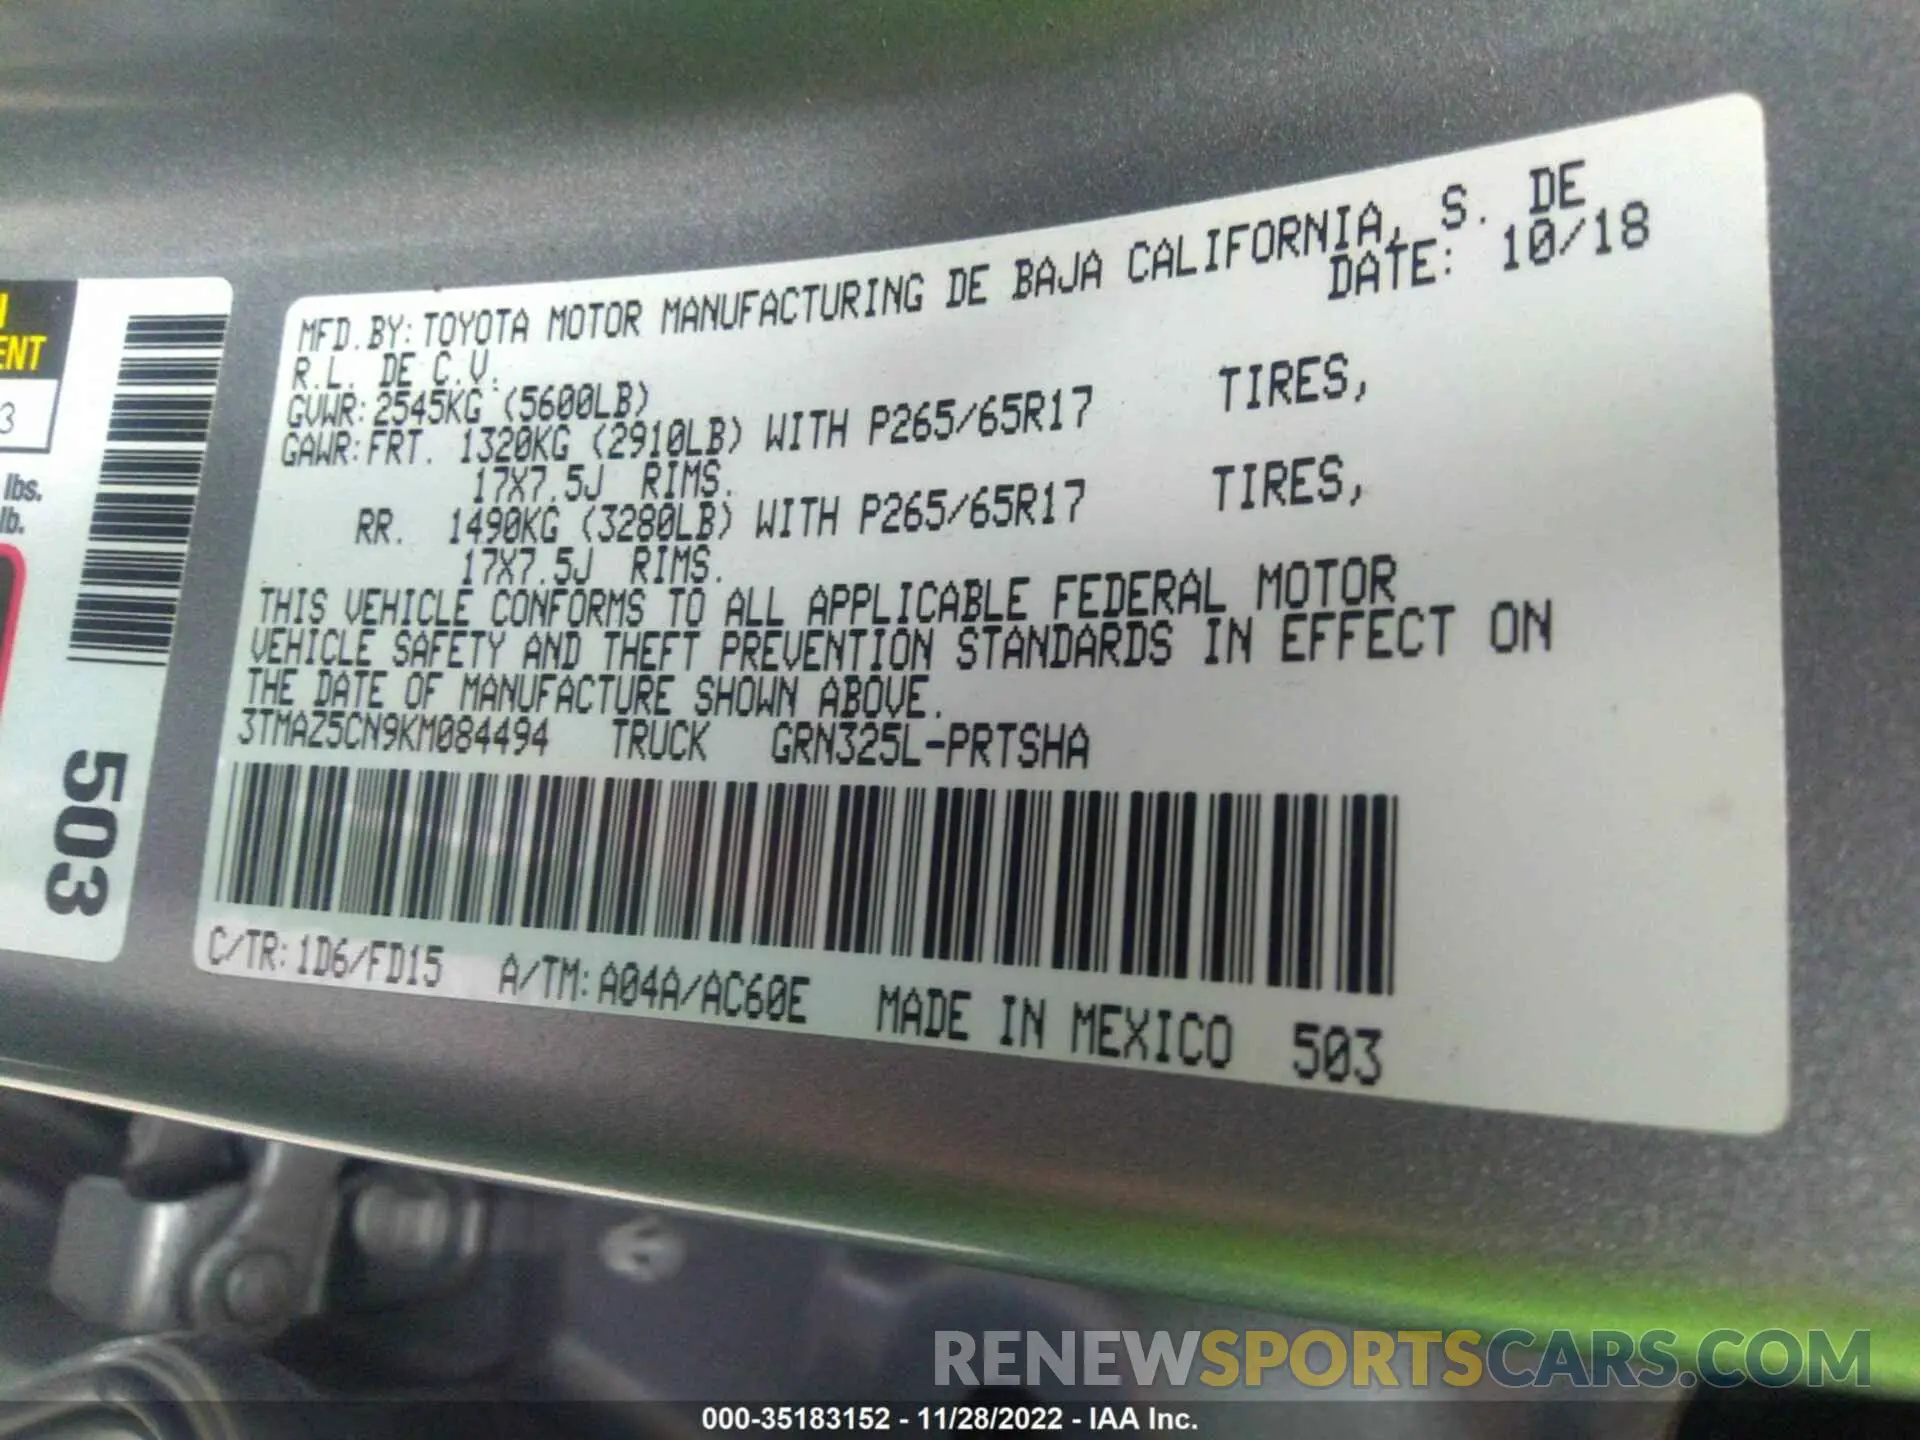 MFD.BY: TOYOTA MOTOR MANUFACTURING DE BAJA CALIFORNIA, S. DE
R.L. DE C.V. DATE: 10/18
GVWR: 2545KG (5600LB)
GAWR: FRT. 1320KG (2910LB) WITH P265/65R17 TIRES,
17X7.5J RIMS.
RR. 1490KG (3280LB) WITH P265/65R17 TIRES,
17X7.5J RIMS.
THIS VEHICLE CONFORMS TO ALL APPLICABLE FEDERAL MOTOR
VEHICLE SAFETY AND THEFT PREVENTION STANDARDS IN EFFECT ON
THE DATE OF MANUFACTURE SHOWN ABOVE.
3TMAZ5CN9KM084494 TRUCK GRN325L-PRTSHA
C/TR: 1D6/FD15 A/TM: A04A/AC60E MADE IN MEXICO 503
3
lbs.
lb.
503
RENEWSPORTSCARS.COM
000-35183152 - 11/28/2022 - IAA Inc.